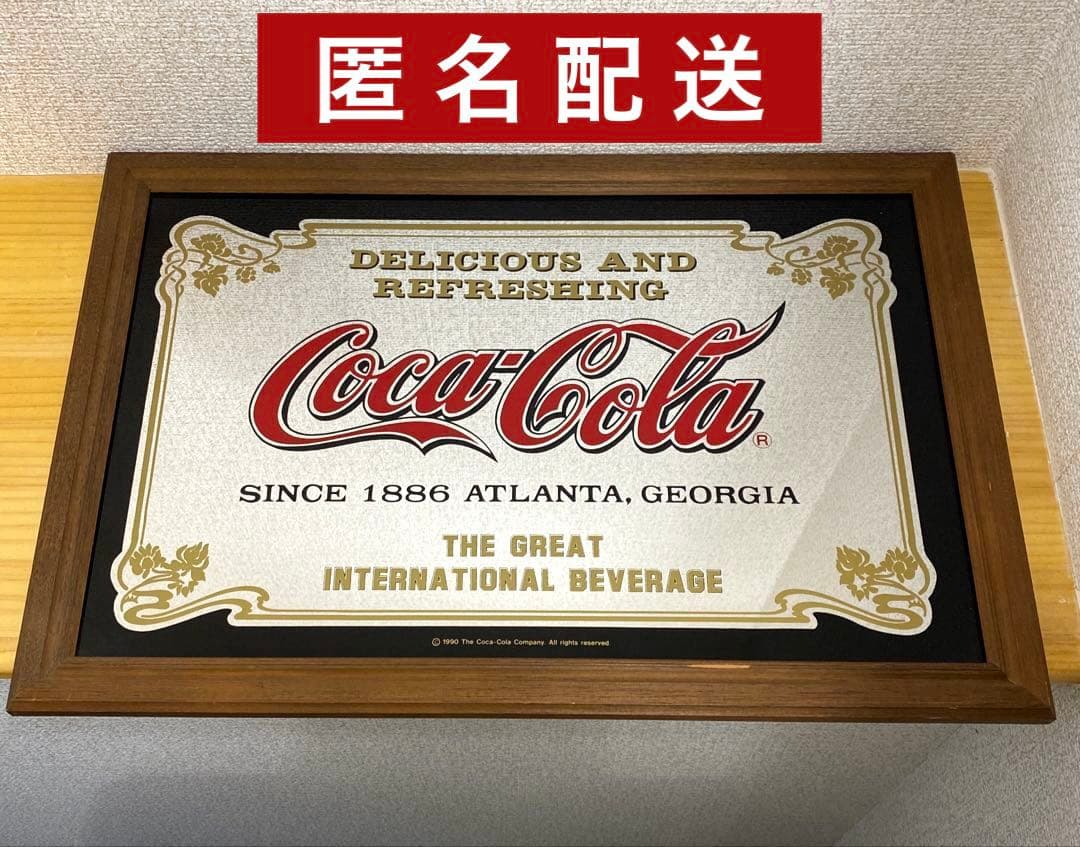 匿名配送
DELICIOUS AND
REFRESHING
Coca-Cola
®
SINCE 1886 ATLANTA, GEORGIA
THE GREAT
INTERNATIONAL BEVERAGE
© 1990 The Coca-Cola Company. All rights reserved